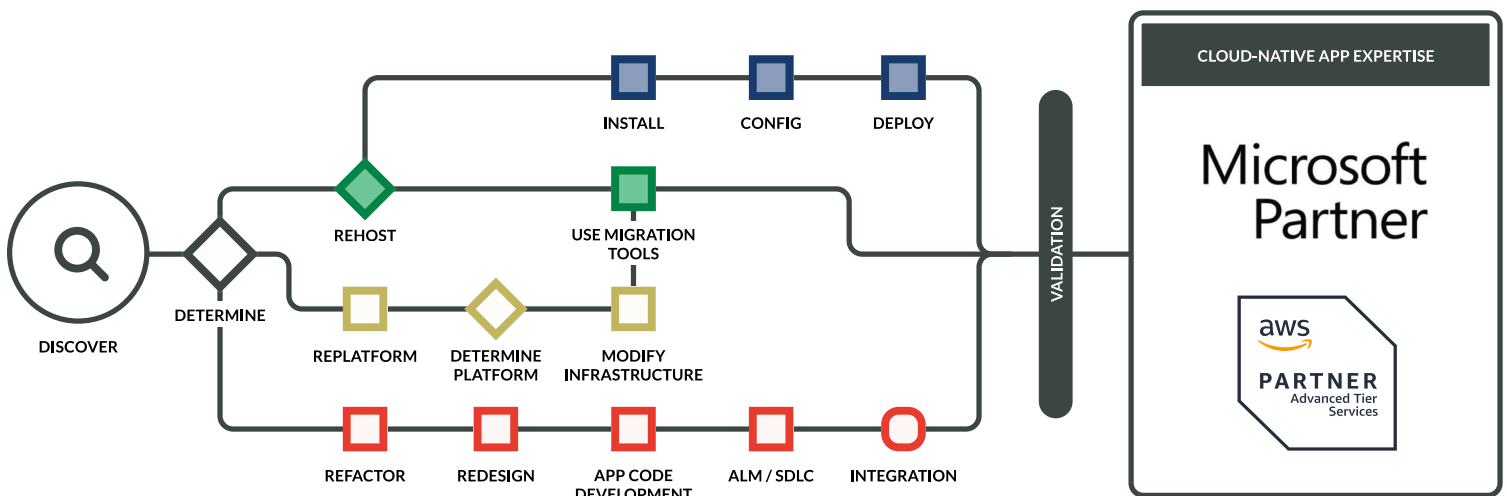 CLOUD-NATIVE APP EXPERTISE
INSTALL
CONFIG
DEPLOY
Microsoft
Partner
REHOST
USE MIGRATION
TOOLS
VALIDATION
DETERMINE
DISCOVER
REPLATFORM
DETERMINE
PLATFORM
MODIFY
INFRASTRUCTURE
aws
PARTNER
Advanced Tier
Services
REFACTOR
REDESIGN
APP CODE
DEVELOPMENT
ALM / SDLC
INTEGRATION